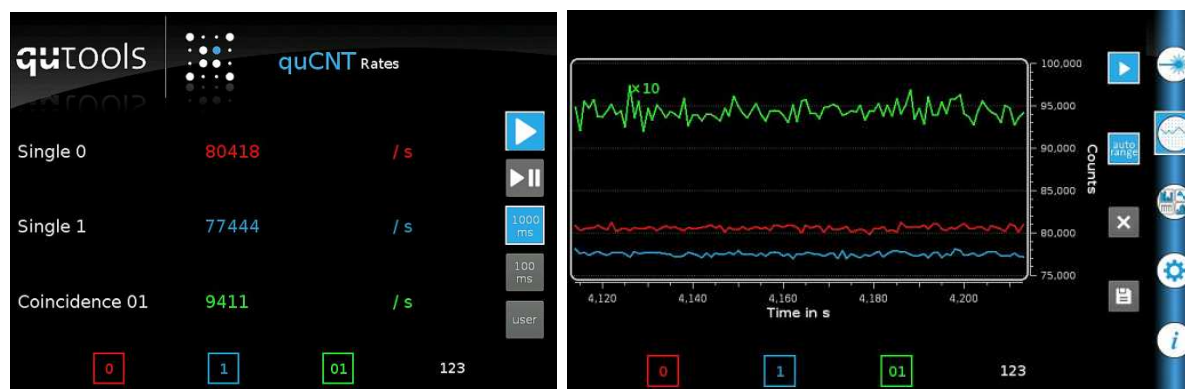 qutools
quCNT Rates
Single 0 80418 / s
Single 1 77444 / s
Coincidence 01 9411 / s
1000
ms
100
ms
user
0 1 01 123
×10
100,000
95,000
90,000
85,000
80,000
75,000
Counts
4,120 4,140 4,160 4,180 4,200
Time in s
auto
range
i
0 1 01 123